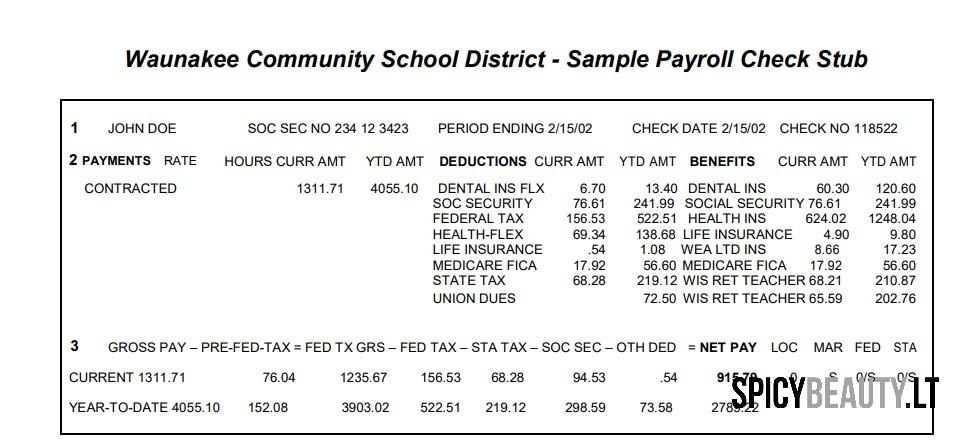 Waunakee Community School District - Sample Payroll Check Stub
1 JOHN DOE SOC SEC NO 234 12 3423 PERIOD ENDING 2/15/02 CHECK DATE 2/15/02 CHECK NO 118522
2 PAYMENTS RATE HOURS CURR AMT YTD AMT DEDUCTIONS CURR AMT YTD AMT BENEFITS CURR AMT YTD AMT
CONTRACTED 1311.71 4055.10 DENTAL INS FLX 6.70 13.40 DENTAL INS 60.30 120.60
SOC SECURITY 76.61 241.99 SOCIAL SECURITY 76.61 241.99
FEDERAL TAX 156.53 522.51 HEALTH INS 624.02 1248.04
HEALTH-FLEX 69.34 138.68 LIFE INSURANCE 4.90 9.80
LIFE INSURANCE .54 1.08 WEA LTD INS 8.66 17.23
MEDICARE FICA 17.92 56.60 MEDICARE FICA 17.92 56.60
STATE TAX 68.28 219.12 WIS RET TEACHER 68.21 210.87
UNION DUES 72.50 WIS RET TEACHER 65.59 202.76
3 GROSS PAY – PRE-FED-TAX = FED TX GRS – FED TAX – STA TAX – SOC SEC – OTH DED = NET PAY LOC MAR FED STA
CURRENT 1311.71 76.04 1235.67 156.53 68.28 94.53 .54 915.79 0 S 0/S 0/S
YEAR-TO-DATE 4055.10 152.08 3903.02 522.51 219.12 298.59 73.58 2789.22
SPICYBEAUTY.LT